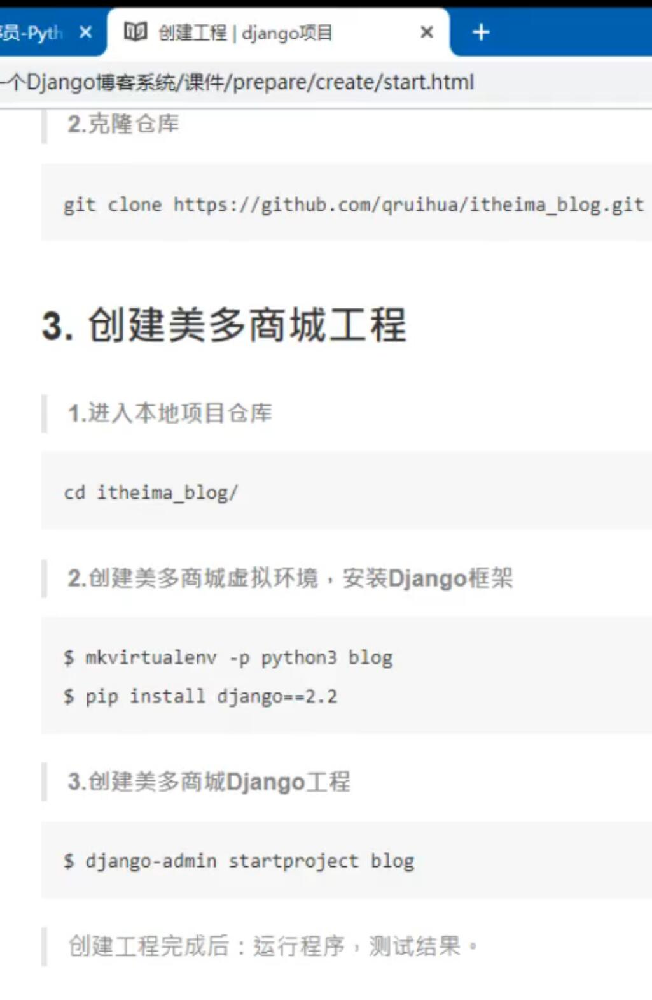 员-Pyth
创建工程 | django项目
一个Django博客系统/课件/prepare/create/start.html
2.克隆仓库
git clone https://github.com/qruihua/itheima_blog.git
3. 创建美多商城工程
1.进入本地项目仓库
cd itheima_blog/
2.创建美多商城虚拟环境，安装Django框架
$ mkvirtualenv -p python3 blog
$ pip install django==2.2
3.创建美多商城Django工程
$ django-admin startproject blog
创建工程完成后：运行程序，测试结果。